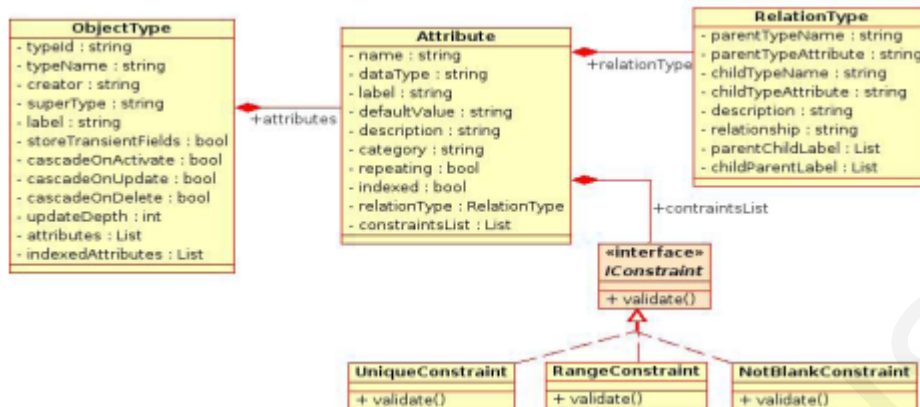 ObjectType
- typeId : string
- typeName : string
- creator : string
- superType : string
- label : string
- storeTransientFields : bool
- cascadeOnActivate : bool
- cascadeOnUpdate : bool
- cascadeOnDelete : bool
- updateDepth : int
- attributes : List
- indexedAttributes : List
+attributes
Attribute
- name : string
- dataType : string
- label : string
- defaultValue : string
- description : string
- category : string
- repeating : bool
- indexed : bool
- relationType : RelationType
- constraintsList : List
+relationType
RelationType
- parentTypeName : string
- parentTypeAttribute : string
- childTypeName : string
- childTypeAttribute : string
- description : string
- relationship : string
- parentChildLabel : List
- childParentLabel : List
+contraintsList
«interface»
IConstraint
+ validate()
UniqueConstraint
+ validate()
RangeConstraint
+ validate()
NotBlankConstraint
+ validate()